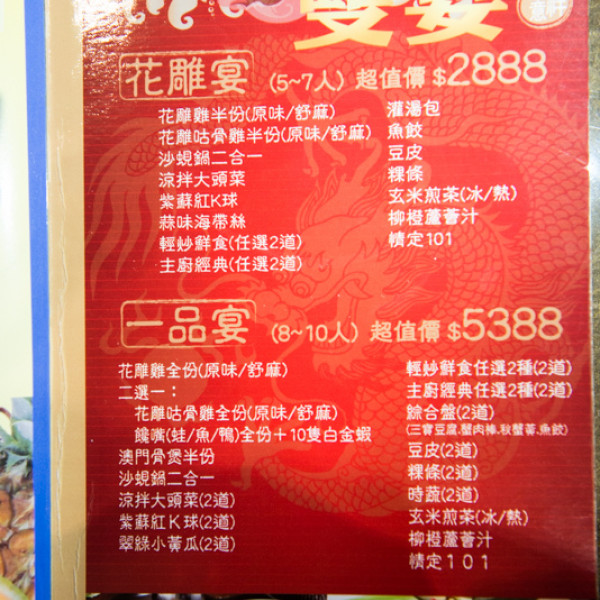 雙宴
花雕宴 (5~7人) 超值價 $2888
花雕雞半份(原味/舒麻)
花雕咕骨雞半份(原味/舒麻)
沙蜆鍋二合一
涼拌大頭菜
紫蘇紅K球
蒜味海帶絲
輕妙鮮食(任選2道)
主廚經典(任選2道)
灌湯包
魚餃
豆皮
粿條
玄米煎茶(冰/熱)
柳橙蘆薈汁
情定101
一品宴 (8~10人) 超值價 $5388
花雕雞全份(原味/舒麻)
二選一：
花雕咕骨雞全份(原味/舒麻)
饞嘴(蛙/魚/鴨)全份＋10隻白金蝦
澳門骨煲半份
沙蜆鍋二合一
涼拌大頭菜(2道)
紫蘇紅K球(2道)
翠綠小黃瓜(2道)
輕妙鮮食任選2種(2道)
主廚經典任選2種(2道)
綜合盤(2道)
(三寶豆腐.蟹肉棒.秋蟹黃.魚餃)
豆皮(2道)
粿條(2道)
時蔬(2道)
玄米煎茶(冰/熱)
柳橙蘆薈汁
情定101